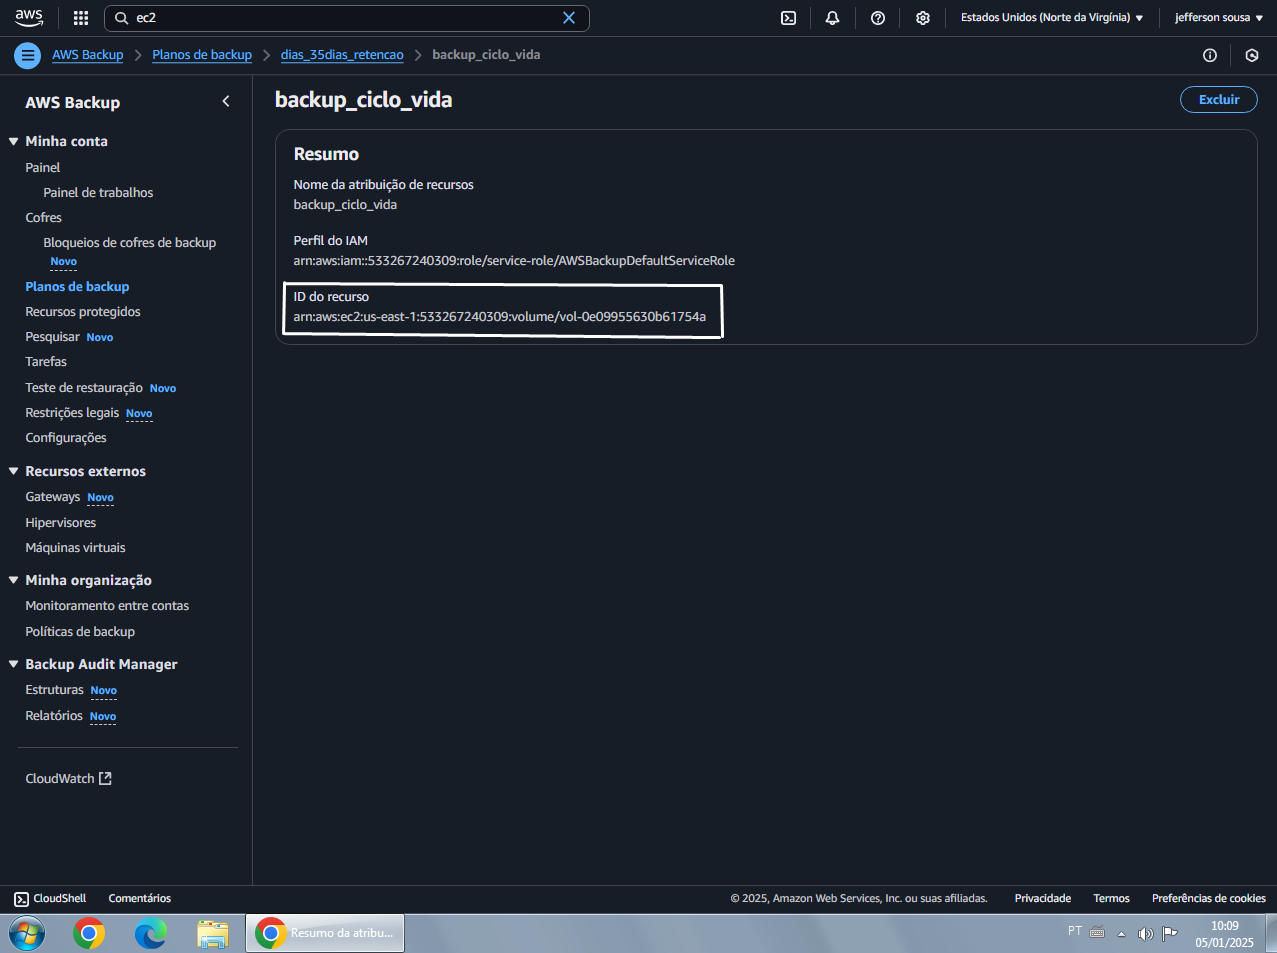 aws
ec2
Estados Unidos (Norte da Virgínia)
jefferson sousa
AWS Backup
Planos de backup
dias_35dias_retencao
backup_ciclo_vida
AWS Backup
Minha conta
Painel
Painel de trabalhos
Cofres
Bloqueios de cofres de backup
Novo
Planos de backup
Recursos protegidos
Pesquisar Novo
Tarefas
Teste de restauração Novo
Restrições legais Novo
Configurações
Recursos externos
Gateways Novo
Hipervisores
Máquinas virtuais
Minha organização
Monitoramento entre contas
Políticas de backup
Backup Audit Manager
Estruturas Novo
Relatórios Novo
CloudWatch
backup_ciclo_vida
Excluir
Resumo
Nome da atribuição de recursos
backup_ciclo_vida
Perfil do IAM
arn:aws:iam::533267240309:role/service-role/AWSBackupDefaultServiceRole
ID do recurso
arn:aws:ec2:us-east-1:533267240309:volume/vol-0e09955630b61754a
CloudShell
Comentários
© 2025, Amazon Web Services, Inc. ou suas afiliadas.
Privacidade
Termos
Preferências de cookies
Resumo da atribu...
PT
10:09
05/01/2025